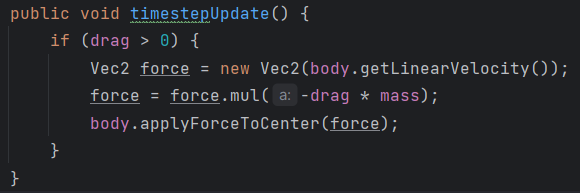 public void timestepUpdate() {
    if (drag > 0) {
        Vec2 force = new Vec2(body.getLinearVelocity());
        force = force.mul( a: -drag * mass);
        body.applyForceToCenter(force);
    }
}